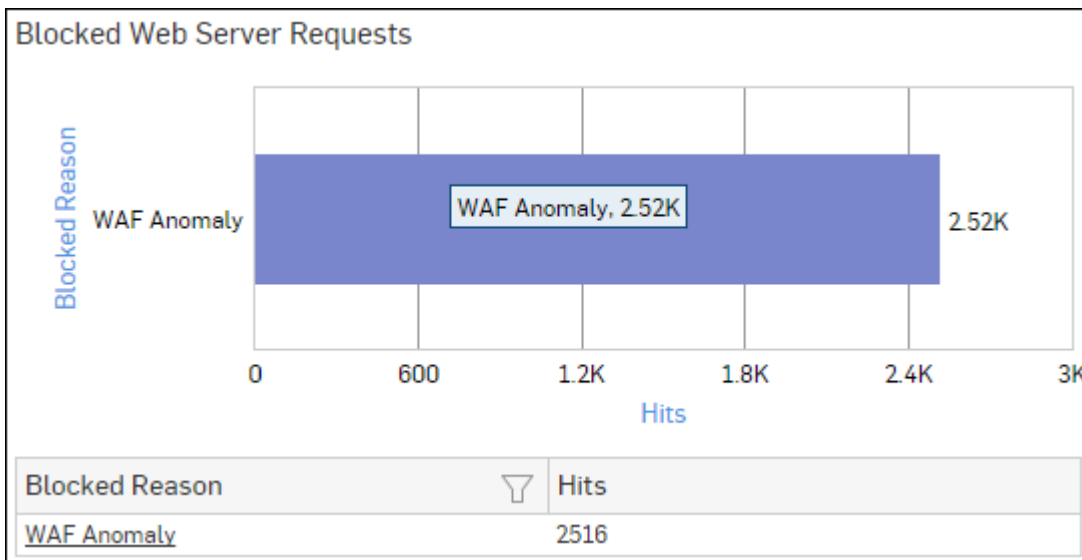 Blocked Web Server Requests
Blocked Reason
WAF Anomaly
WAF Anomaly, 2.52K
2.52K
0 600 1.2K 1.8K 2.4K 3K
Hits
Blocked Reason Hits
WAF Anomaly 2516